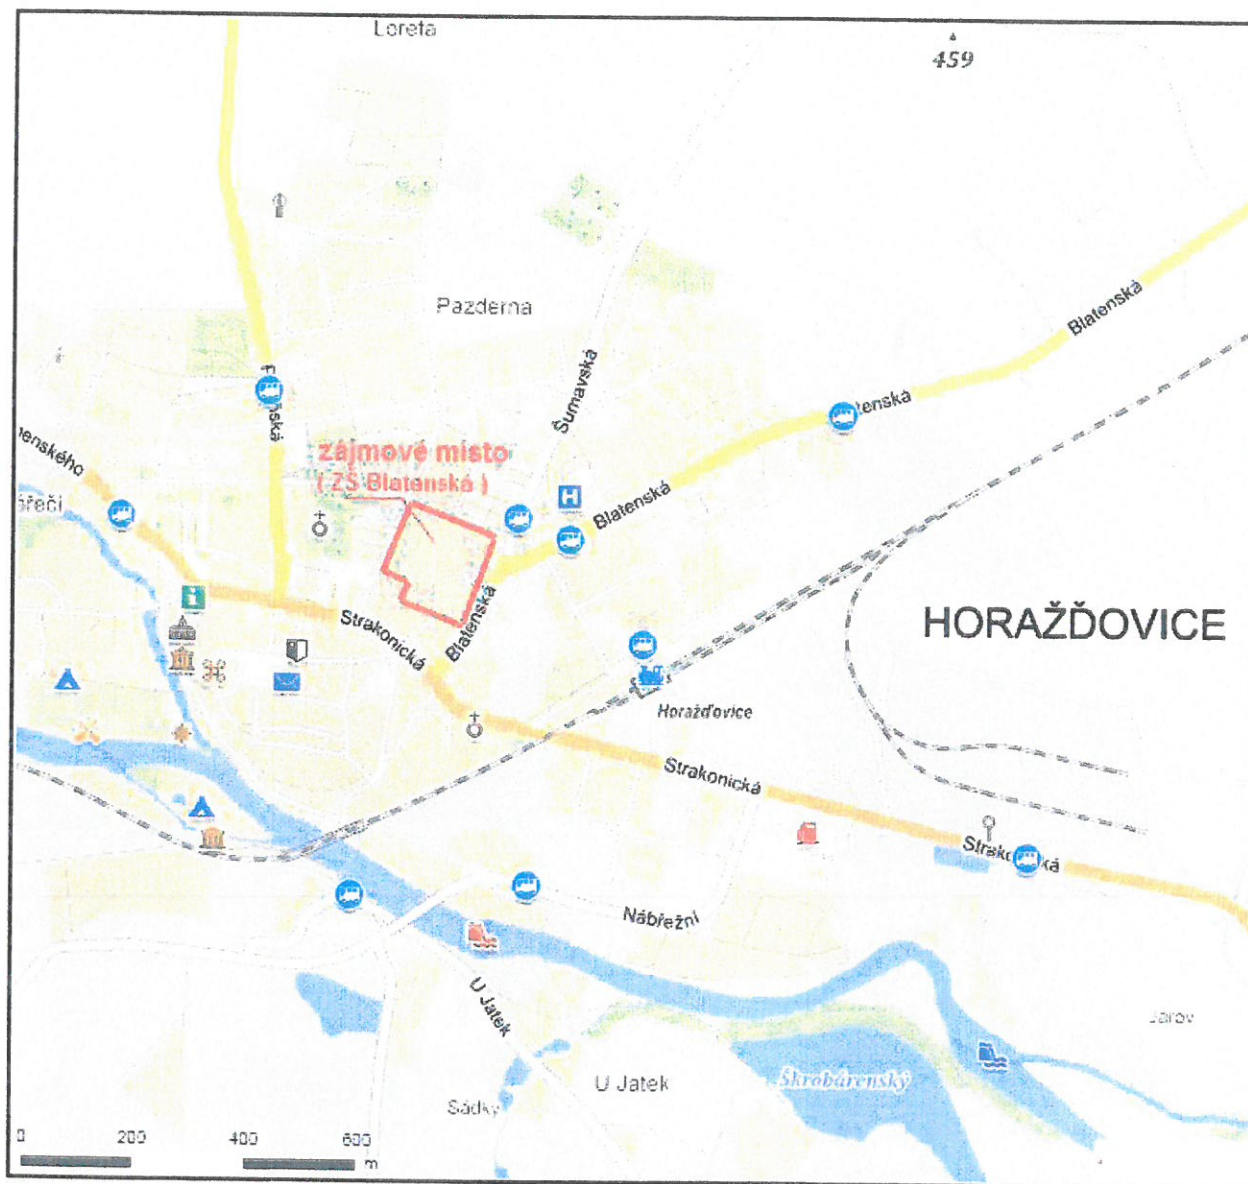 Loreta
459
Pazderna
Blatenská
Šumavská
zájmové místo
( ZŠ Blatenská )
Blatenská
Strakonická
Blatenská
HORAŽĎOVICE
Horažďovice
Strakonická
Nábřežní
U Jatek
Jarov
Škrobárenský
U Jatek
Sádky
0 200 400 600
m